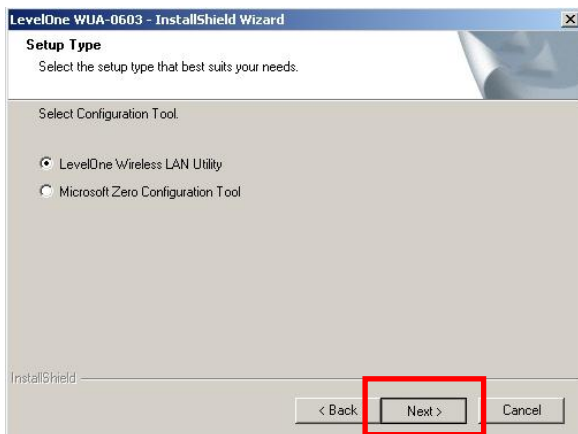 LevelOne WUA-0603 - InstallShield Wizard
Setup Type
Select the setup type that best suits your needs.
Select Configuration Tool.
LevelOne Wireless LAN Utility
Microsoft Zero Configuration Tool
InstallShield
< Back Next > Cancel